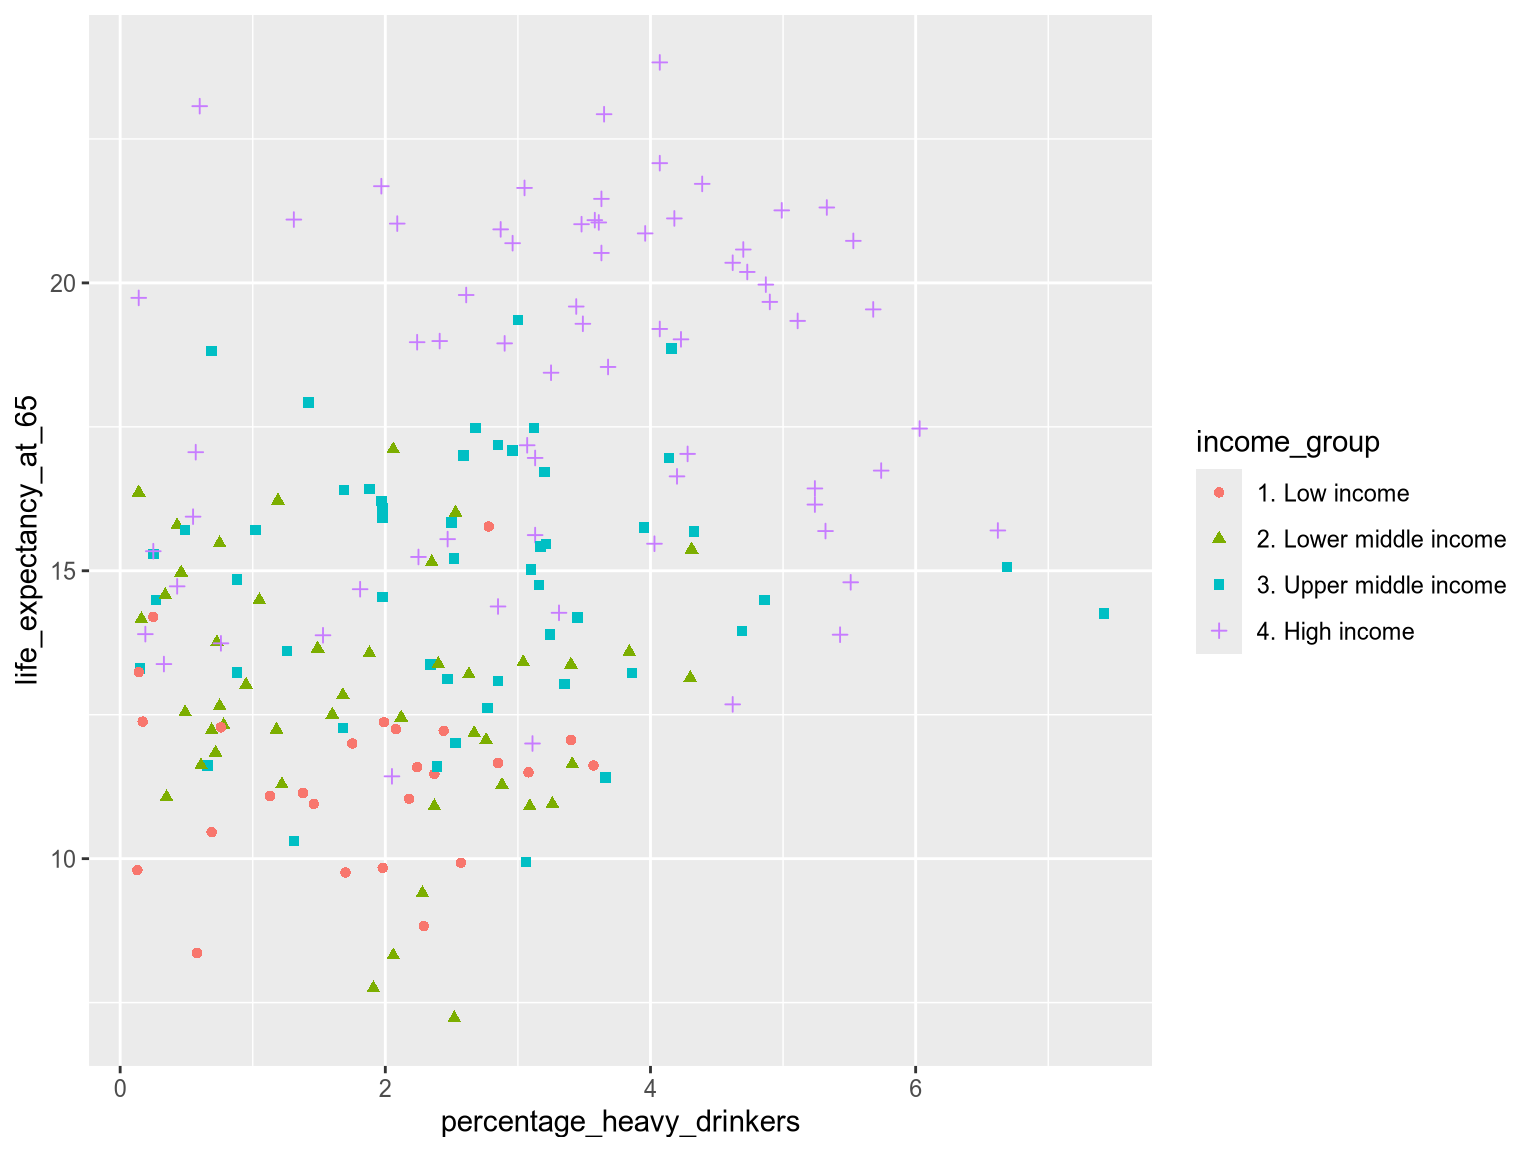 life_expectancy_at_65
20
15
10
0 2 4 6
percentage_heavy_drinkers
income_group
1. Low income
2. Lower middle income
3. Upper middle income
4. High income